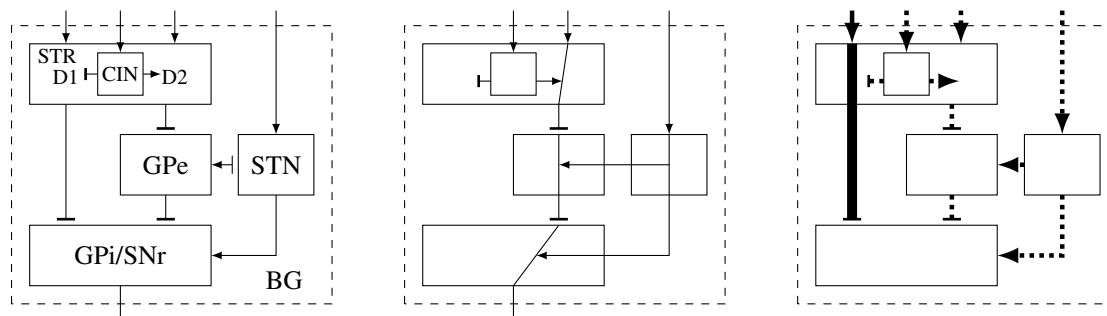 STR
D1 CIN D2
GPe STN
GPi/SNr
BG